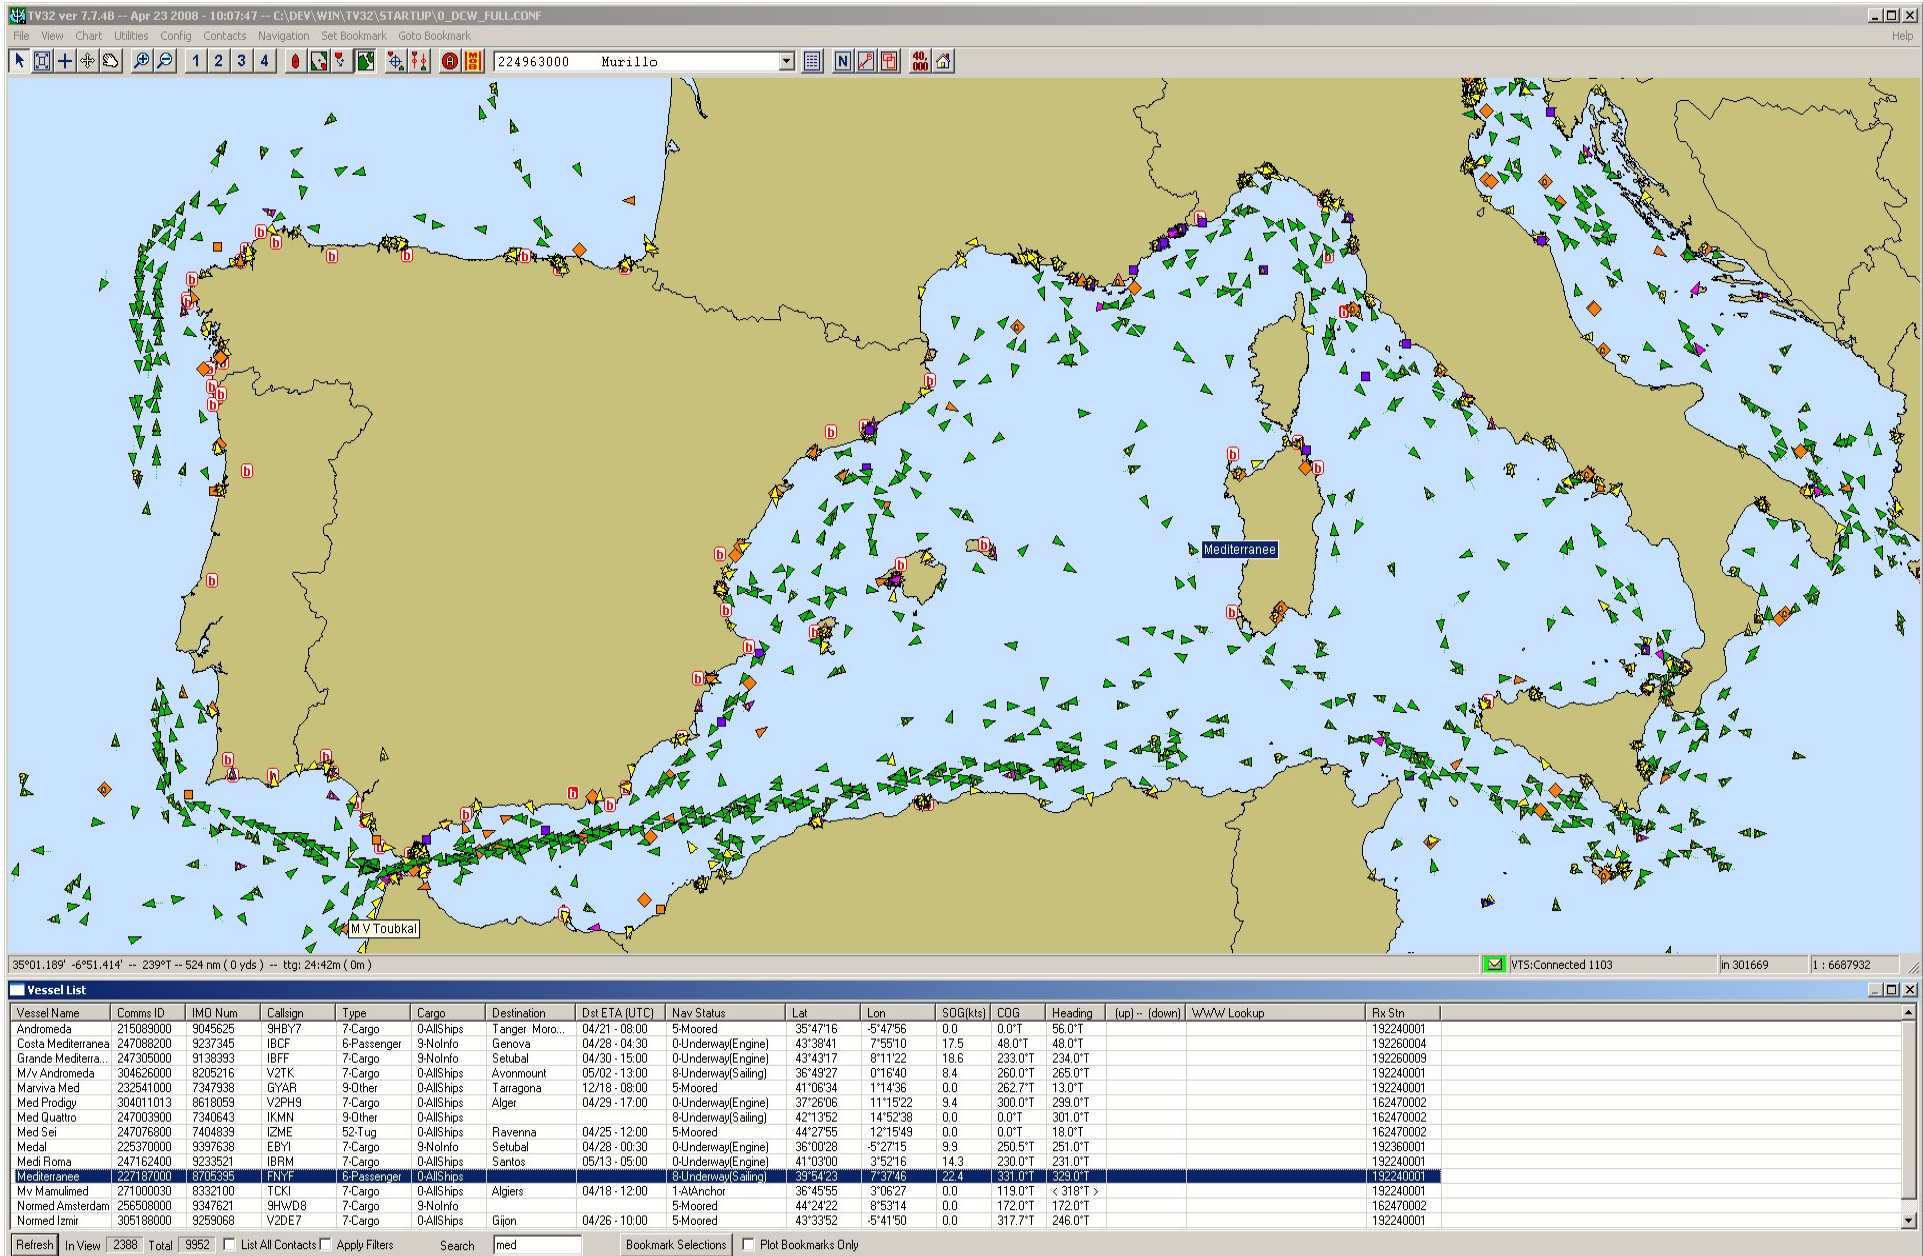 TV32 ver 7.7.4B -- Apr 23 2008 - 10:07:47 -- C:\DEV\WIN\TV32\STARTUP\0_DCW_FULL.CONF
File View Chart Utilities Config Contacts Navigation Set Bookmark Goto Bookmark Help
1 2 3 4 A MOB 224963000 Murillo N 40,000
Mediterranee
M V Toubkal
35°01.189' -6°51.414' -- 239°T -- 524 nm ( 0 yds ) -- ttg: 24:42m ( 0m ) VTS:Connected 1103 in 301669 1 : 6687932
Vessel List
Vessel Name Comms ID IMO Num Callsign Type Cargo Destination Dst ETA (UTC) Nav Status Lat Lon SOG(kts) COG Heading (up) -- (down) WWW Lookup Rx Stn
Andromeda 215089000 9045625 9HBY7 7-Cargo 0-AllShips Tanger Moro... 04/21 - 08:00 5-Moored 35°47'16 -5°47'56 0.0 0.0°T 56.0°T 192240001
Costa Mediterranea 247088200 9237345 IBCF 6-Passenger 9-NoInfo Genova 04/28 - 04:30 0-Underway(Engine) 43°38'41 7°55'10 17.5 48.0°T 48.0°T 192260004
Grande Mediterra... 247305000 9138393 IBFF 7-Cargo 0-AllShips Setubal 04/30 - 15:00 0-Underway(Engine) 43°43'17 8°11'22 18.6 233.0°T 234.0°T 192260009
M/v Andromeda 304626000 8205216 V2TK 7-Cargo 0-AllShips Avonmount 05/02 - 13:00 8-Underway(Sailing) 36°49'27 0°16'40 8.4 260.0°T 265.0°T 192240001
Marviva Med 232541000 7347938 GYAR 9-Other 0-AllShips Tarragona 12/18 - 08:00 5-Moored 41°06'34 1°14'36 0.0 262.7°T 13.0°T 192240001
Med Prodigy 304011013 8618059 V2PH9 7-Cargo 0-AllShips Alger 04/29 - 17:00 0-Underway(Engine) 37°26'06 11°15'22 9.4 300.0°T 299.0°T 162470002
Med Quattro 247003900 7340643 IKMN 9-Other 0-AllShips 8-Underway(Sailing) 42°13'52 14°52'38 0.0 0.0°T 301.0°T 162470002
Med Sei 247076800 7404839 IZME 52-Tug 0-AllShips Ravenna 04/25 - 12:00 5-Moored 44°27'55 12°15'49 0.0 0.0°T 18.0°T 162470002
Medal 225370000 9397638 EBYI 7-Cargo 9-NoInfo Setubal 04/28 - 00:30 0-Underway(Engine) 36°00'28 -5°27'15 9.9 250.5°T 251.0°T 192360001
Medi Roma 247162400 9233521 IBRM 7-Cargo 0-AllShips Santos 05/13 - 05:00 0-Underway(Engine) 41°03'00 3°52'16 14.3 230.0°T 231.0°T 192240001
Mediterranee 227187000 8705395 FNYF 6-Passenger 0-AllShips 8-Underway(Sailing) 39°54'23 7°37'46 22.4 331.0°T 329.0°T 192240001
Mv Mamulimed 271000030 8332100 TCKI 7-Cargo 0-AllShips Algiers 04/18 - 12:00 1-AtAnchor 36°45'55 3°06'27 0.0 119.0°T < 318°T > 192240001
Normed Amsterdam 256508000 9347621 9HWD8 7-Cargo 9-NoInfo 5-Moored 44°24'22 8°53'14 0.0 172.0°T 172.0°T 162470002
Normed Izmir 305188000 9259068 V2DE7 7-Cargo 0-AllShips Gijon 04/26 - 10:00 5-Moored 43°33'52 -5°41'50 0.0 317.7°T 246.0°T 192240001
Refresh In View 2388 Total 9952 List All Contacts Apply Filters Search med Bookmark Selections Plot Bookmarks Only